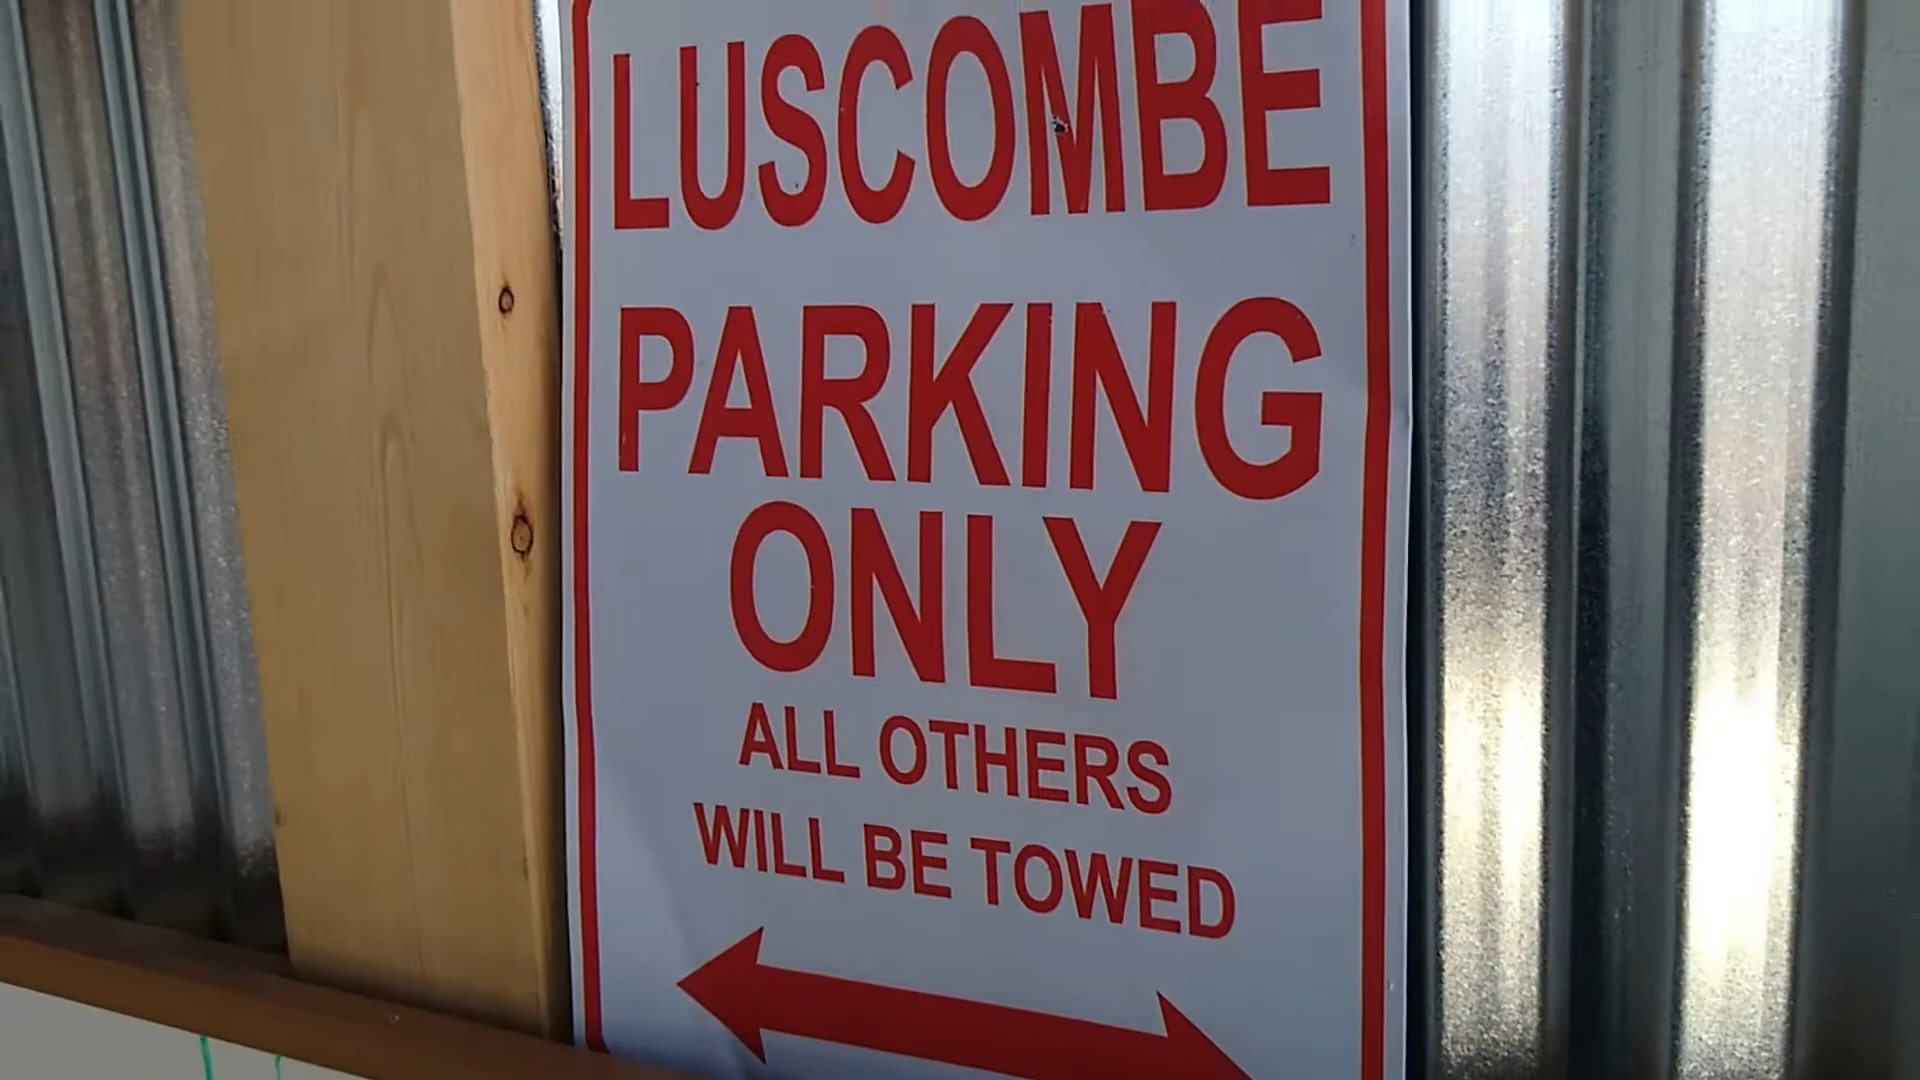 LUSCOMBE
PARKING
ONLY
ALL OTHERS
WILL BE TOWED